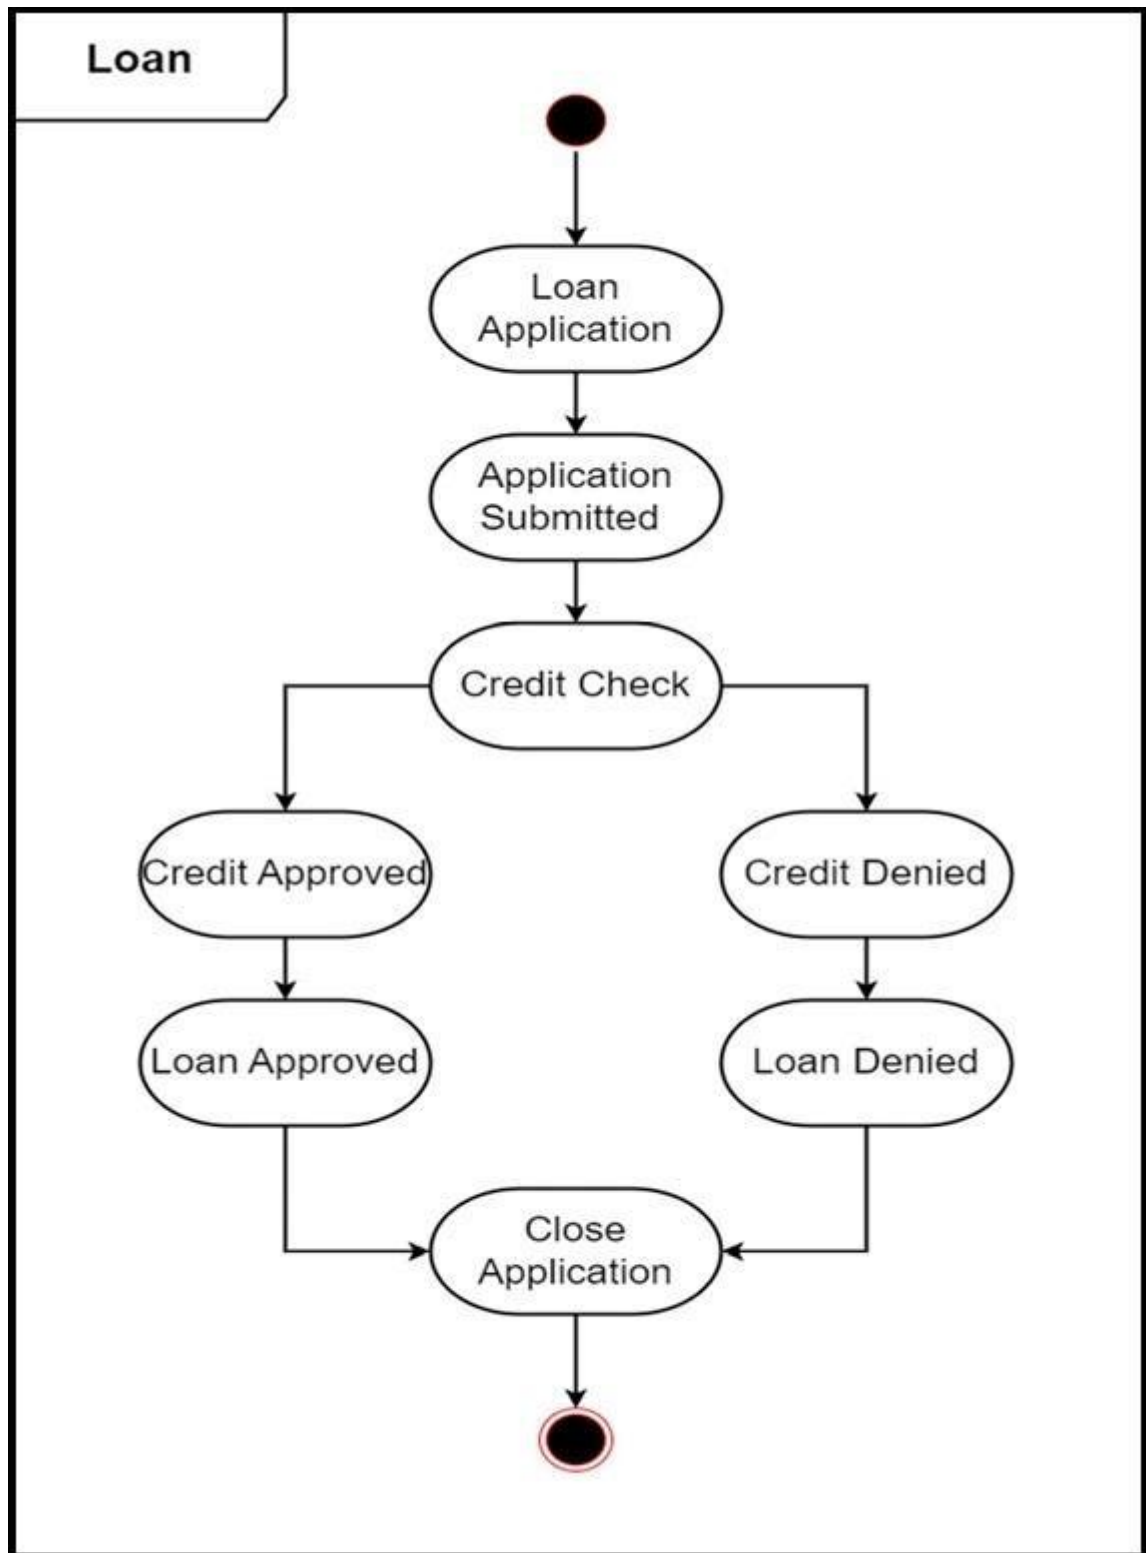 Loan
Loan
Application
Application
Submitted
Credit Check
Credit Approved
Credit Denied
Loan Approved
Loan Denied
Close
Application